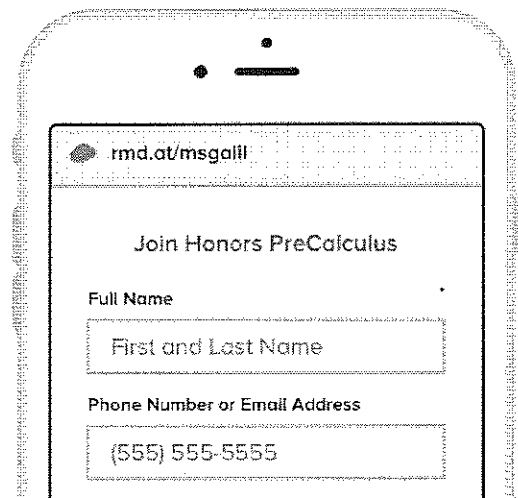 rmd.at/msgalll
Join Honors PreCalculus
Full Name
First and Last Name
Phone Number or Email Address
(555) 555-5555